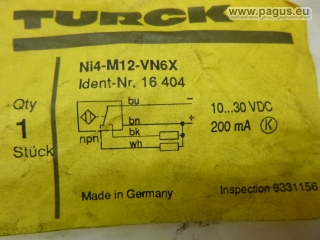 www.pagus.eu
TURCK
Ni4-M12-VN6X
Ident-Nr. 16 404
Qty
1
Stück
bu
−
bn
+
bk
wh
npn
10...30 VDC
200 mA K
Made in Germany
Inspection 9331156